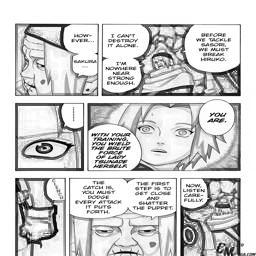 BEFORE
WE TACKLE
SASORI,
WE MUST
BREAK
HIRUKO.
I CAN'T
DESTROY
IT ALONE.
I'M
NOWHERE
NEAR
STRONG
ENOUGH.
HOW-
EVER...
SAKURA...
YOU
ARE.
WITH YOUR
TRAINING,
YOU WIELD
THE BRUTE
FORCE
OF LADY
TSUNADE
HERSELF.
NOW,
LISTEN
CARE-
FULLY.
THE FIRST
STEP IS TO
GET CLOSE
AND
SHATTER
THE PUPPET.
THE
CATCH IS,
YOU MUST
DODGE
EVERY ATTACK
IT PUTS
FORTH.